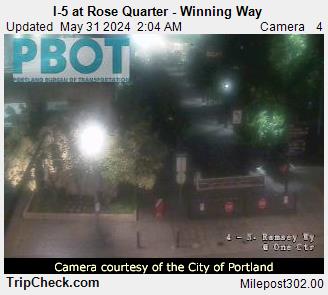 I-5 at Rose Quarter - Winning Way
Updated May 31 2024 2:04 AM Camera 4
PBOT
PORTLAND BUREAU OF TRANSPORTATION
4 - N. Ramsey Wy
@ One Ctr
Camera courtesy of the City of Portland
TripCheck.com Milepost302.00